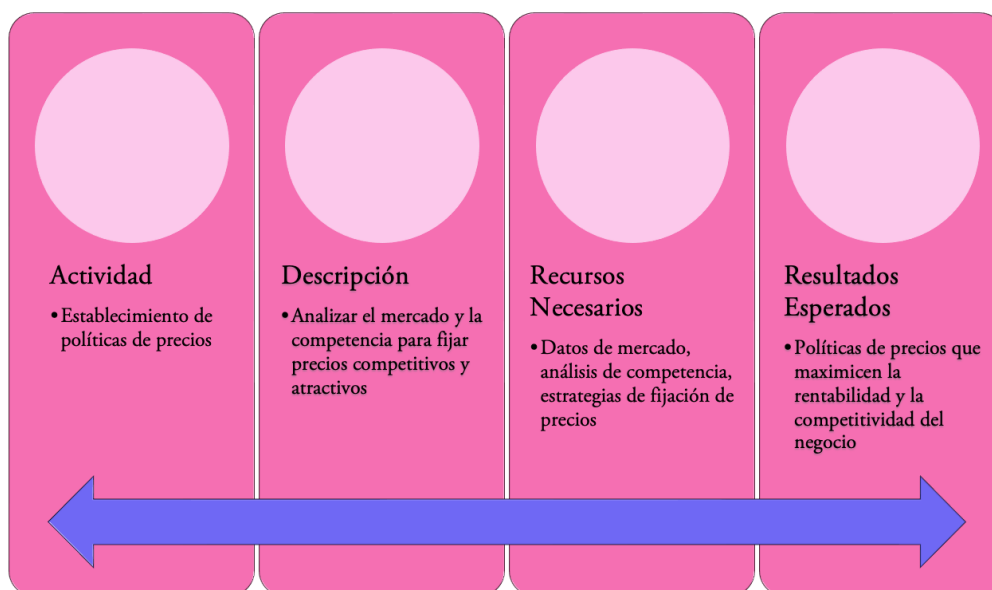 Actividad
•Establecimiento de
políticas de precios
Descripción
•Analizar el mercado y la
competencia para fijar
precios competitivos y
atractivos
Recursos
Necesarios
•Datos de mercado,
análisis de competencia,
estrategias de fijación de
precios
Resultados
Esperados
•Políticas de precios que
maximicen la
rentabilidad y la
competitividad del
negocio